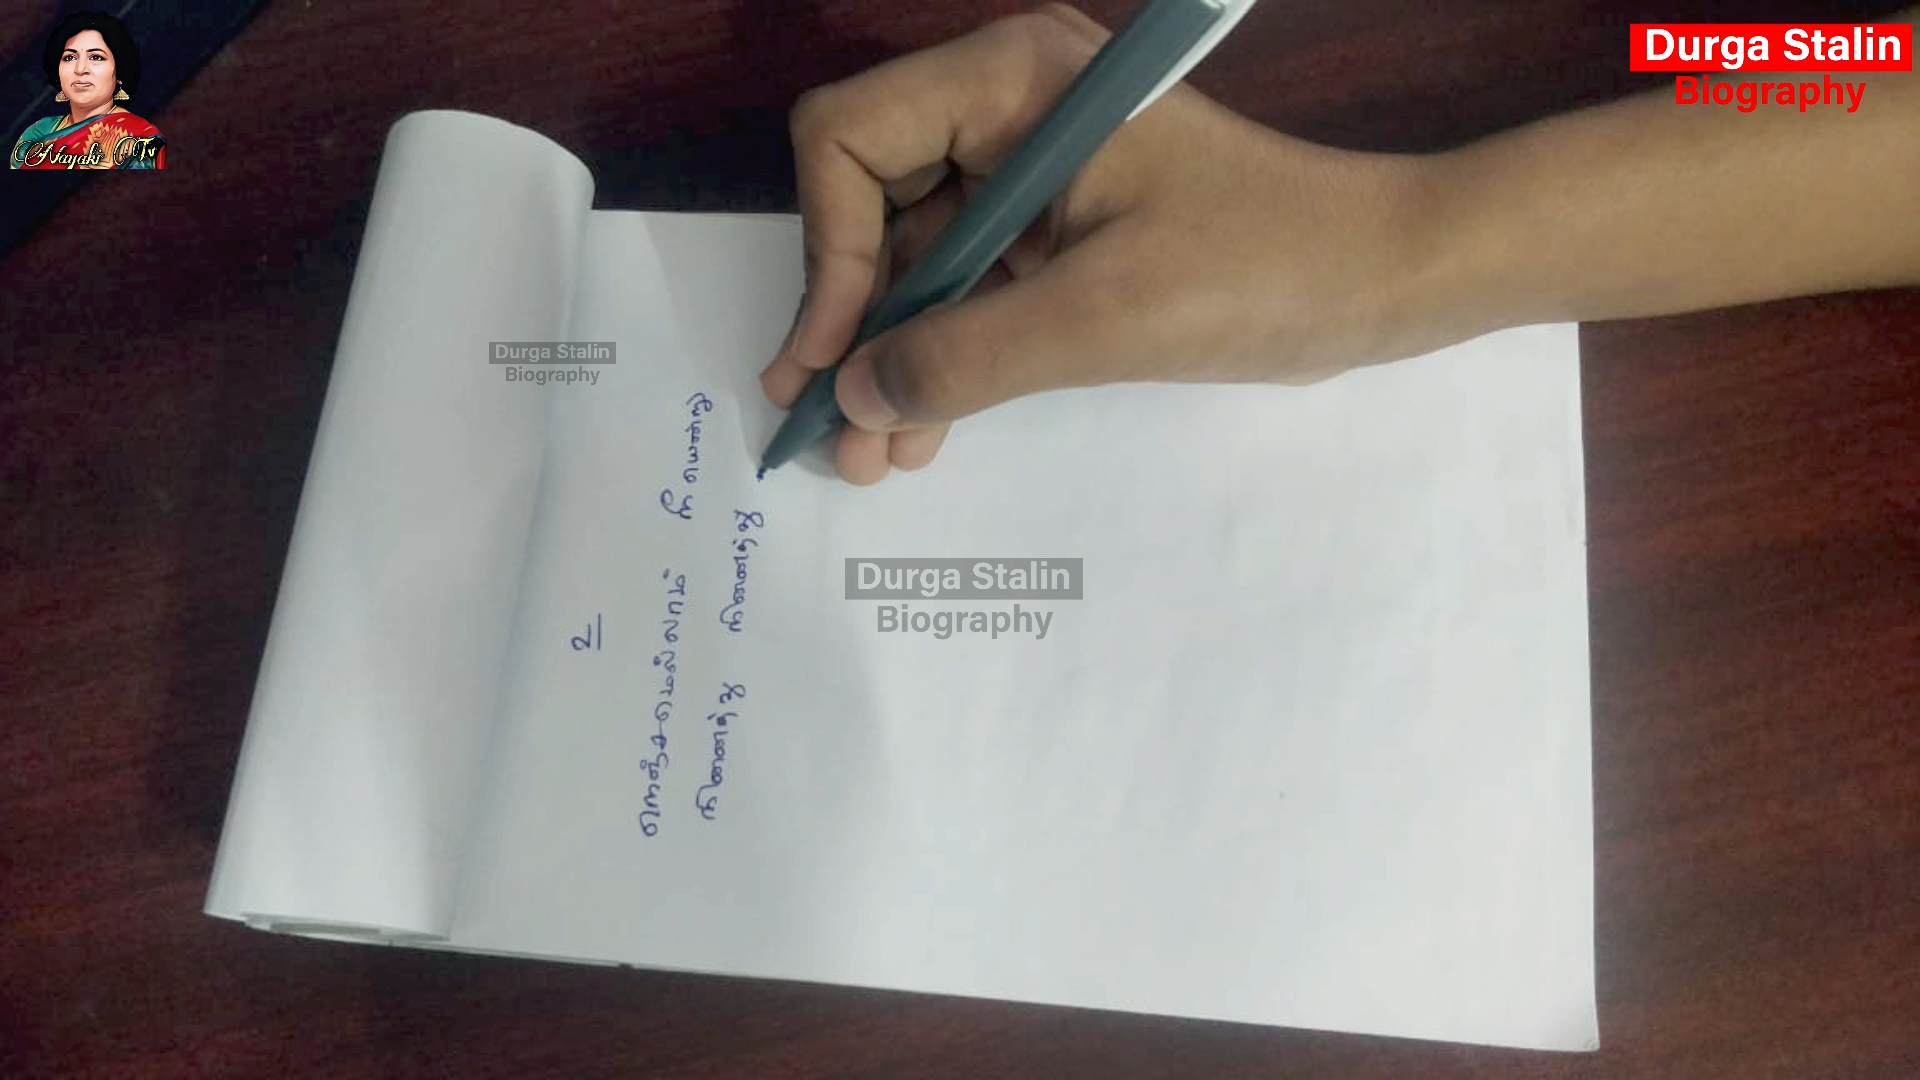 Nayaki Tv
Durga Stalin
Biography
Durga Stalin
Biography
உ
நெஞ்சமெல்லாம் நீ யென்று
நினைத்து நினைத்து
Durga Stalin
Biography